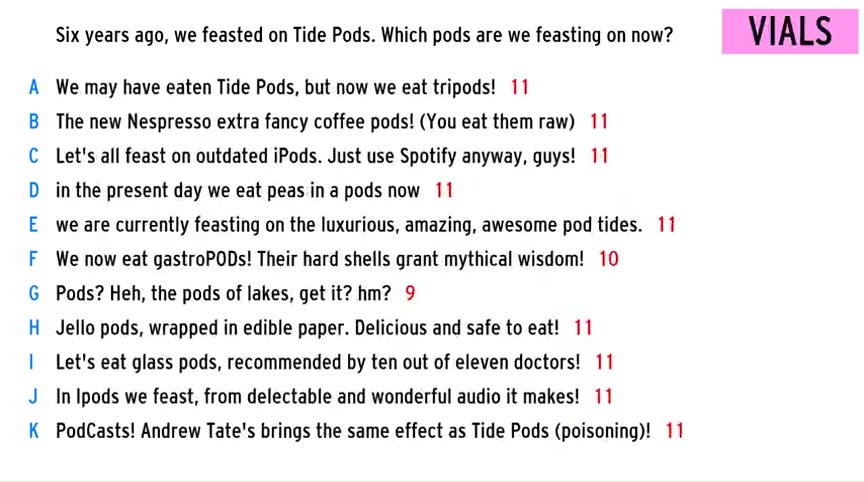 Six years ago, we feasted on Tide Pods. Which pods are we feasting on now?
VIALS
A We may have eaten Tide Pods, but now we eat tripods! 11
B The new Nespresso extra fancy coffee pods! (You eat them raw) 11
C Let's all feast on outdated iPods. Just use Spotify anyway, guys! 11
D in the present day we eat peas in a pods now 11
E we are currently feasting on the luxurious, amazing, awesome pod tides. 11
F We now eat gastroPODs! Their hard shells grant mythical wisdom! 10
G Pods? Heh, the pods of lakes, get it? hm? 9
H Jello pods, wrapped in edible paper. Delicious and safe to eat! 11
I Let's eat glass pods, recommended by ten out of eleven doctors! 11
J In Ipods we feast, from delectable and wonderful audio it makes! 11
K PodCasts! Andrew Tate's brings the same effect as Tide Pods (poisoning)! 11